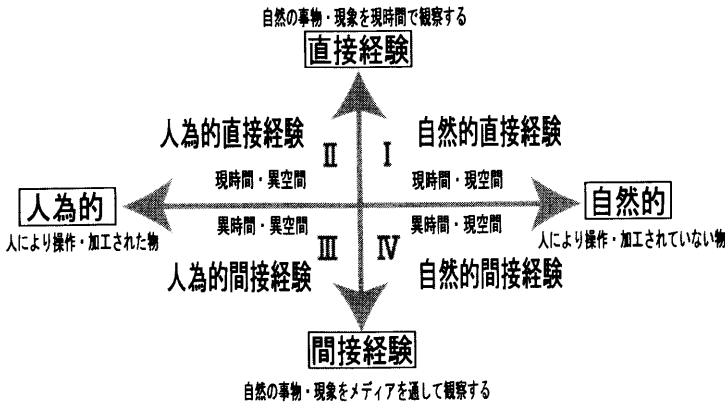 自然の事物・現象を現時間で観察する
直接経験
人為的直接経験
自然的直接経験
II
I
現時間・異空間
現時間・現空間
人為的
自然的
異時間・異空間
異時間・現空間
人により操作・加工された物
人により操作・加工されていない物
III
IV
人為的間接経験
自然的間接経験
間接経験
自然の事物・現象をメディアを通して観察する